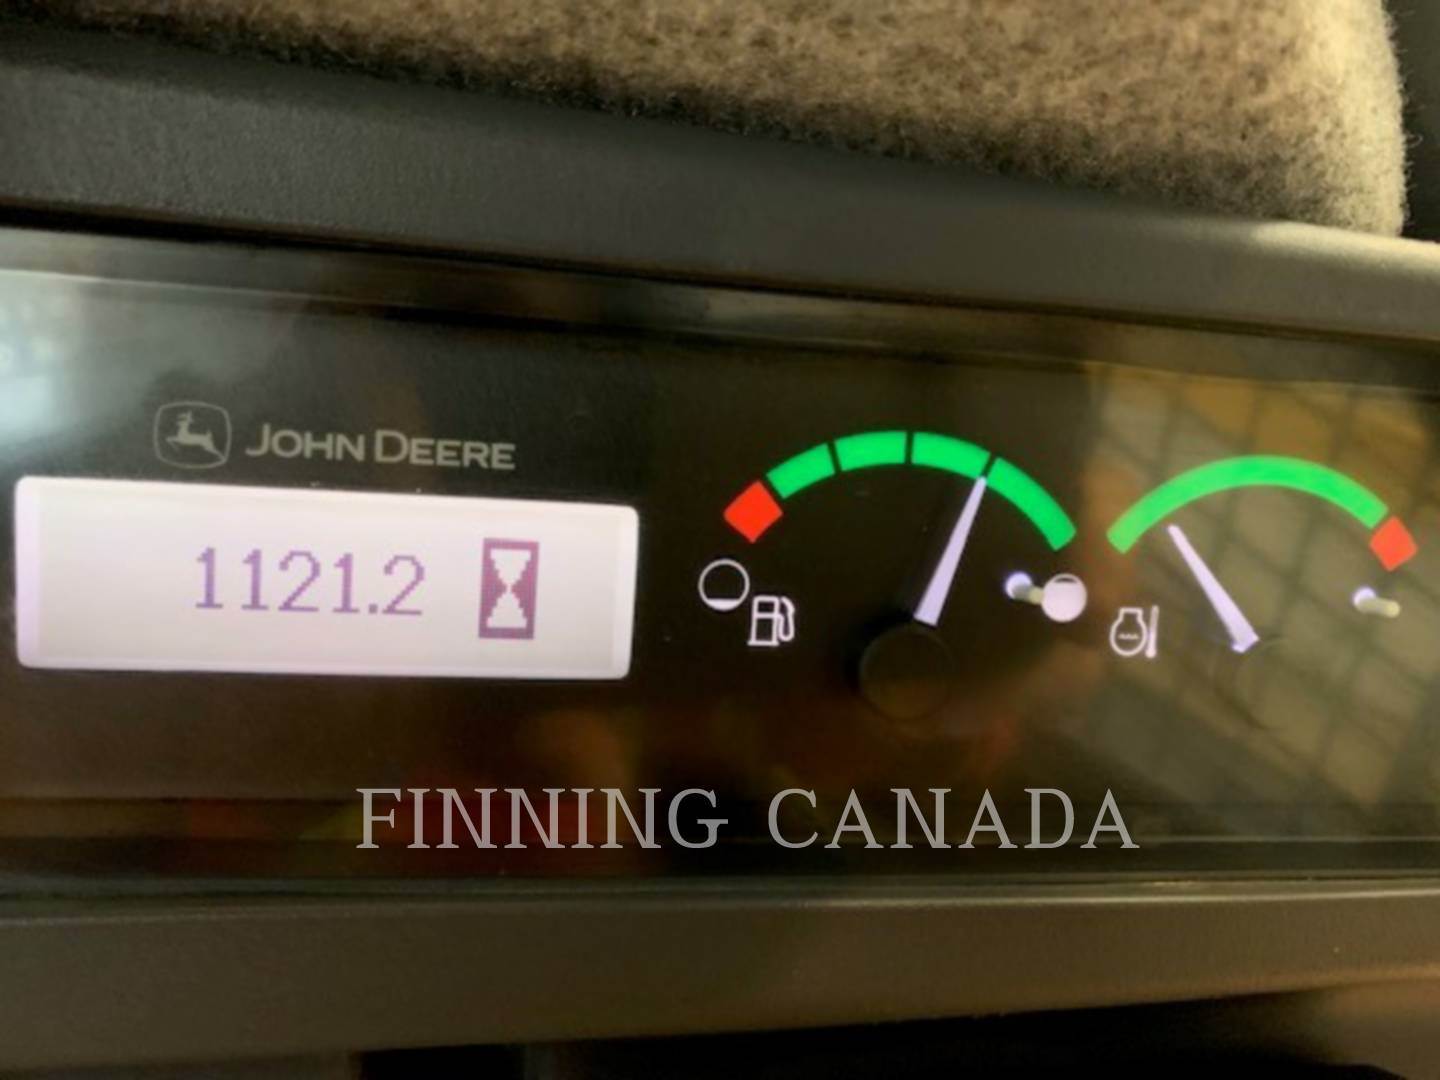 JOHN DEERE
1121.2
FINNING CANADA